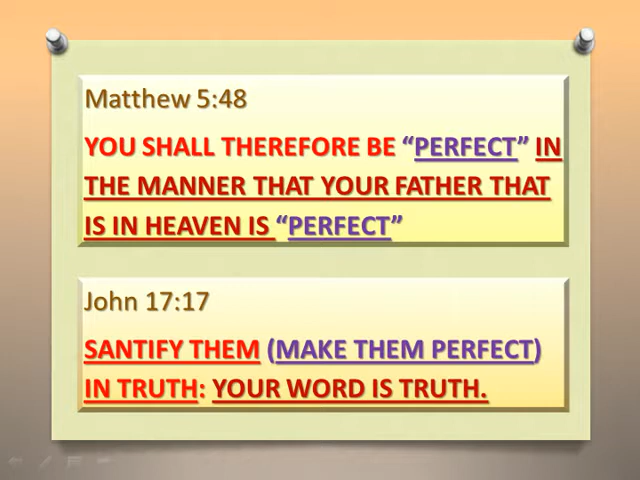 Matthew 5:48
YOU SHALL THEREFORE BE “PERFECT” IN
THE MANNER THAT YOUR FATHER THAT
IS IN HEAVEN IS “PERFECT”
John 17:17
SANTIFY THEM (MAKE THEM PERFECT)
IN TRUTH: YOUR WORD IS TRUTH.